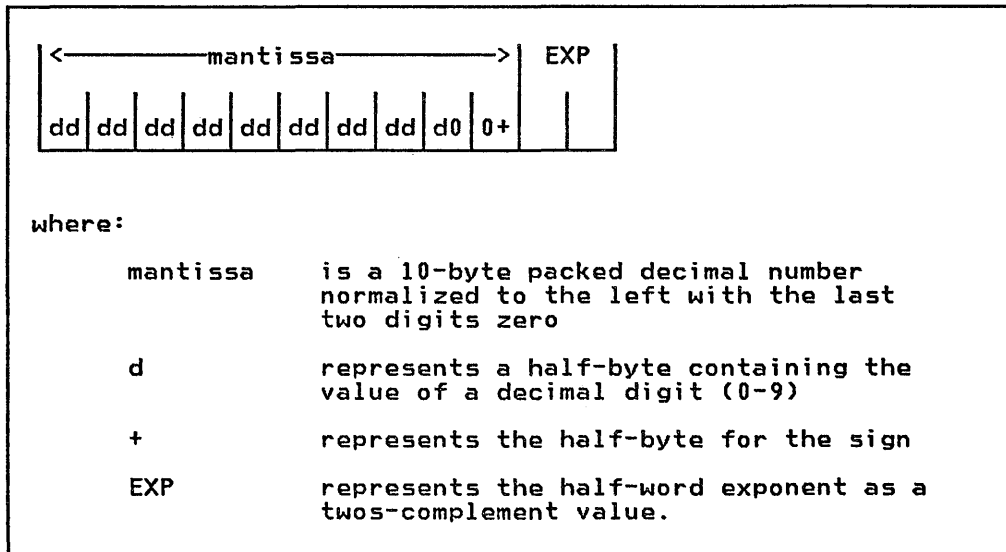 <————mantissa————> EXP
dd dd dd dd dd dd dd dd d0 0+
where:
mantissa is a 10-byte packed decimal number
normalized to the left with the last
two digits zero
d represents a half-byte containing the
value of a decimal digit (0-9)
+ represents the half-byte for the sign
EXP represents the half-word exponent as a
twos-complement value.